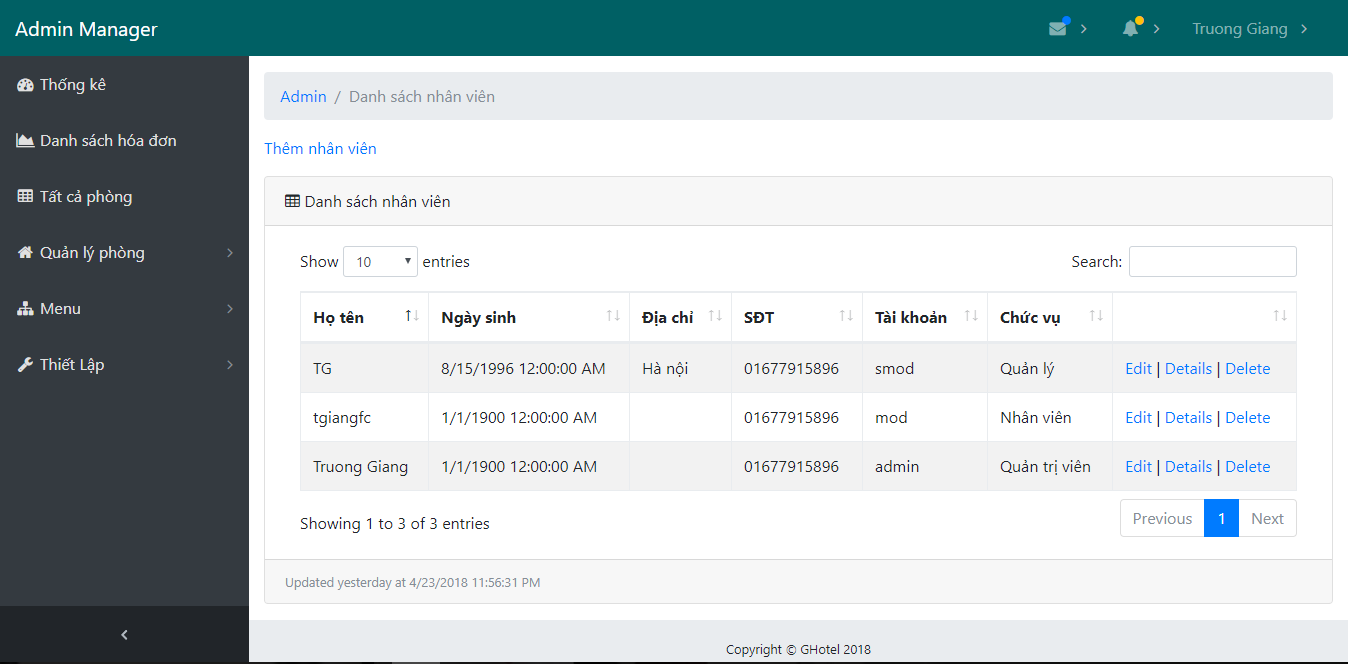 Admin Manager
Truong Giang
Thống kê
Danh sách hóa đơn
Tất cả phòng
Quản lý phòng
Menu
Thiết Lập
Admin / Danh sách nhân viên
Thêm nhân viên
Danh sách nhân viên
Show 10 entries
Search:
Họ tên Ngày sinh Địa chỉ SĐT Tài khoản Chức vụ
TG 8/15/1996 12:00:00 AM Hà nội 01677915896 smod Quản lý Edit | Details | Delete
tgiangfc 1/1/1900 12:00:00 AM 01677915896 mod Nhân viên Edit | Details | Delete
Truong Giang 1/1/1900 12:00:00 AM 01677915896 admin Quản trị viên Edit | Details | Delete
Showing 1 to 3 of 3 entries
Previous 1 Next
Updated yesterday at 4/23/2018 11:56:31 PM
Copyright © GHotel 2018